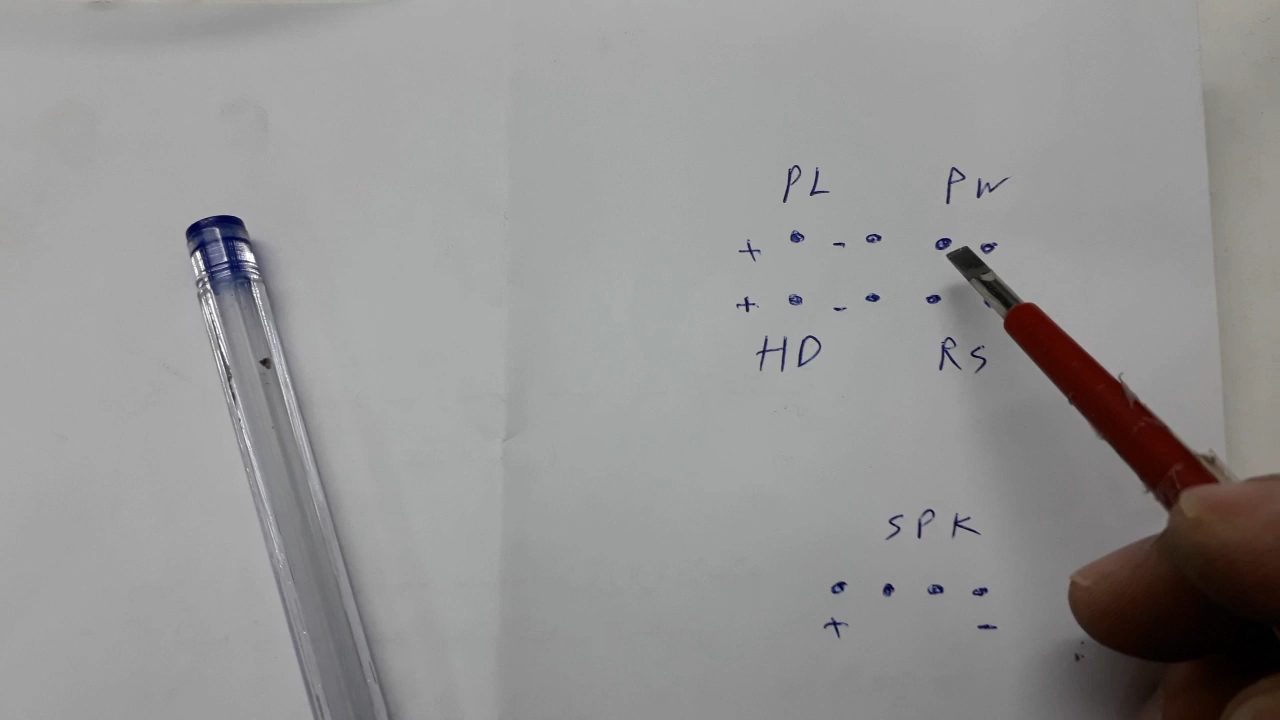 PL PW
+ • - • • •
+ • - • • •
HD RS
SPK
• • • •
+ -